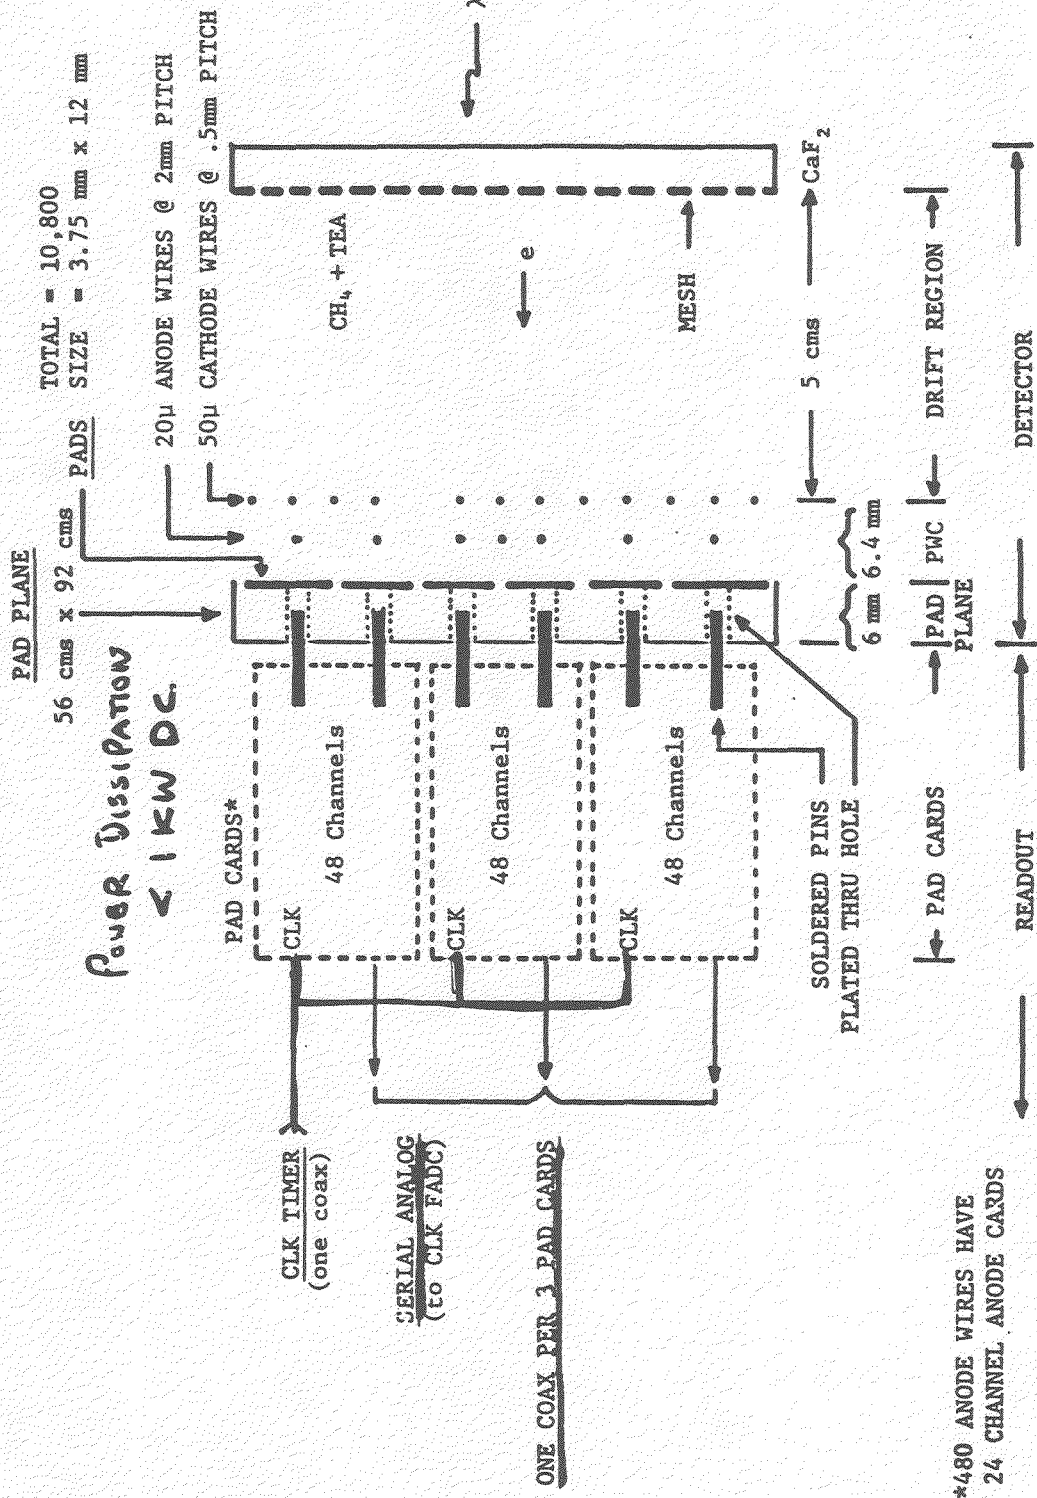 PAD PLANE
56 cms x 92 cms
TOTAL = 10,800
PADS SIZE = 3.75 mm x 12 mm
20μ ANODE WIRES @ 2mm PITCH
50μ CATHODE WIRES @ .5mm PITCH
POWER DISSIPATION
< 1 KW DC.
PAD CARDS*
CLK
48 Channels
CLK
48 Channels
CLK
48 Channels
CH₄ + TEA
e
MESH
CLK TIMER
(one coax)
SERIAL ANALOG
(to CLK FADC)
ONE COAX PER 3 PAD CARDS
SOLDERED PINS
PLATED THRU HOLE
6 mm 6.4 mm
5 cms
CaF₂
PAD CARDS
PAD PWC
PLANE
DRIFT REGION
READOUT
DETECTOR
*480 ANODE WIRES HAVE
24 CHANNEL ANODE CARDS